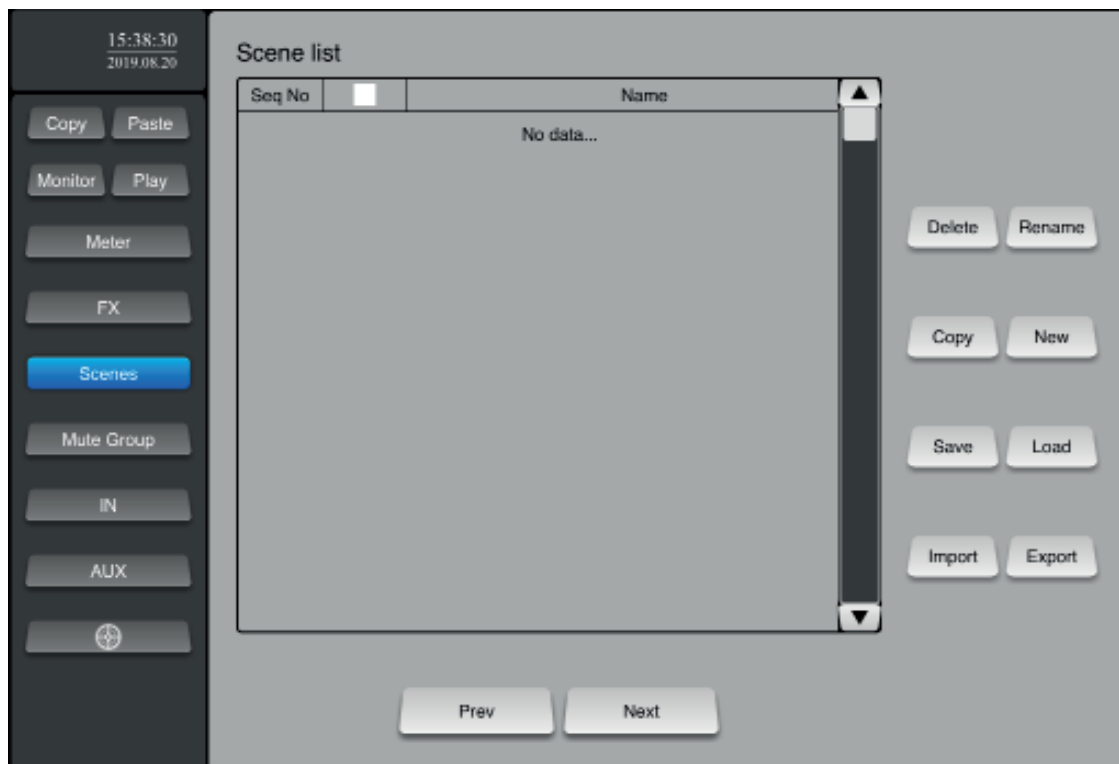 15:38:30
2019.08.20
Copy Paste
Monitor Play
Meter
FX
Scenes
Mute Group
IN
AUX
Scene list
Seq No Name
No data...
Delete Rename
Copy New
Save Load
Import Export
Prev Next